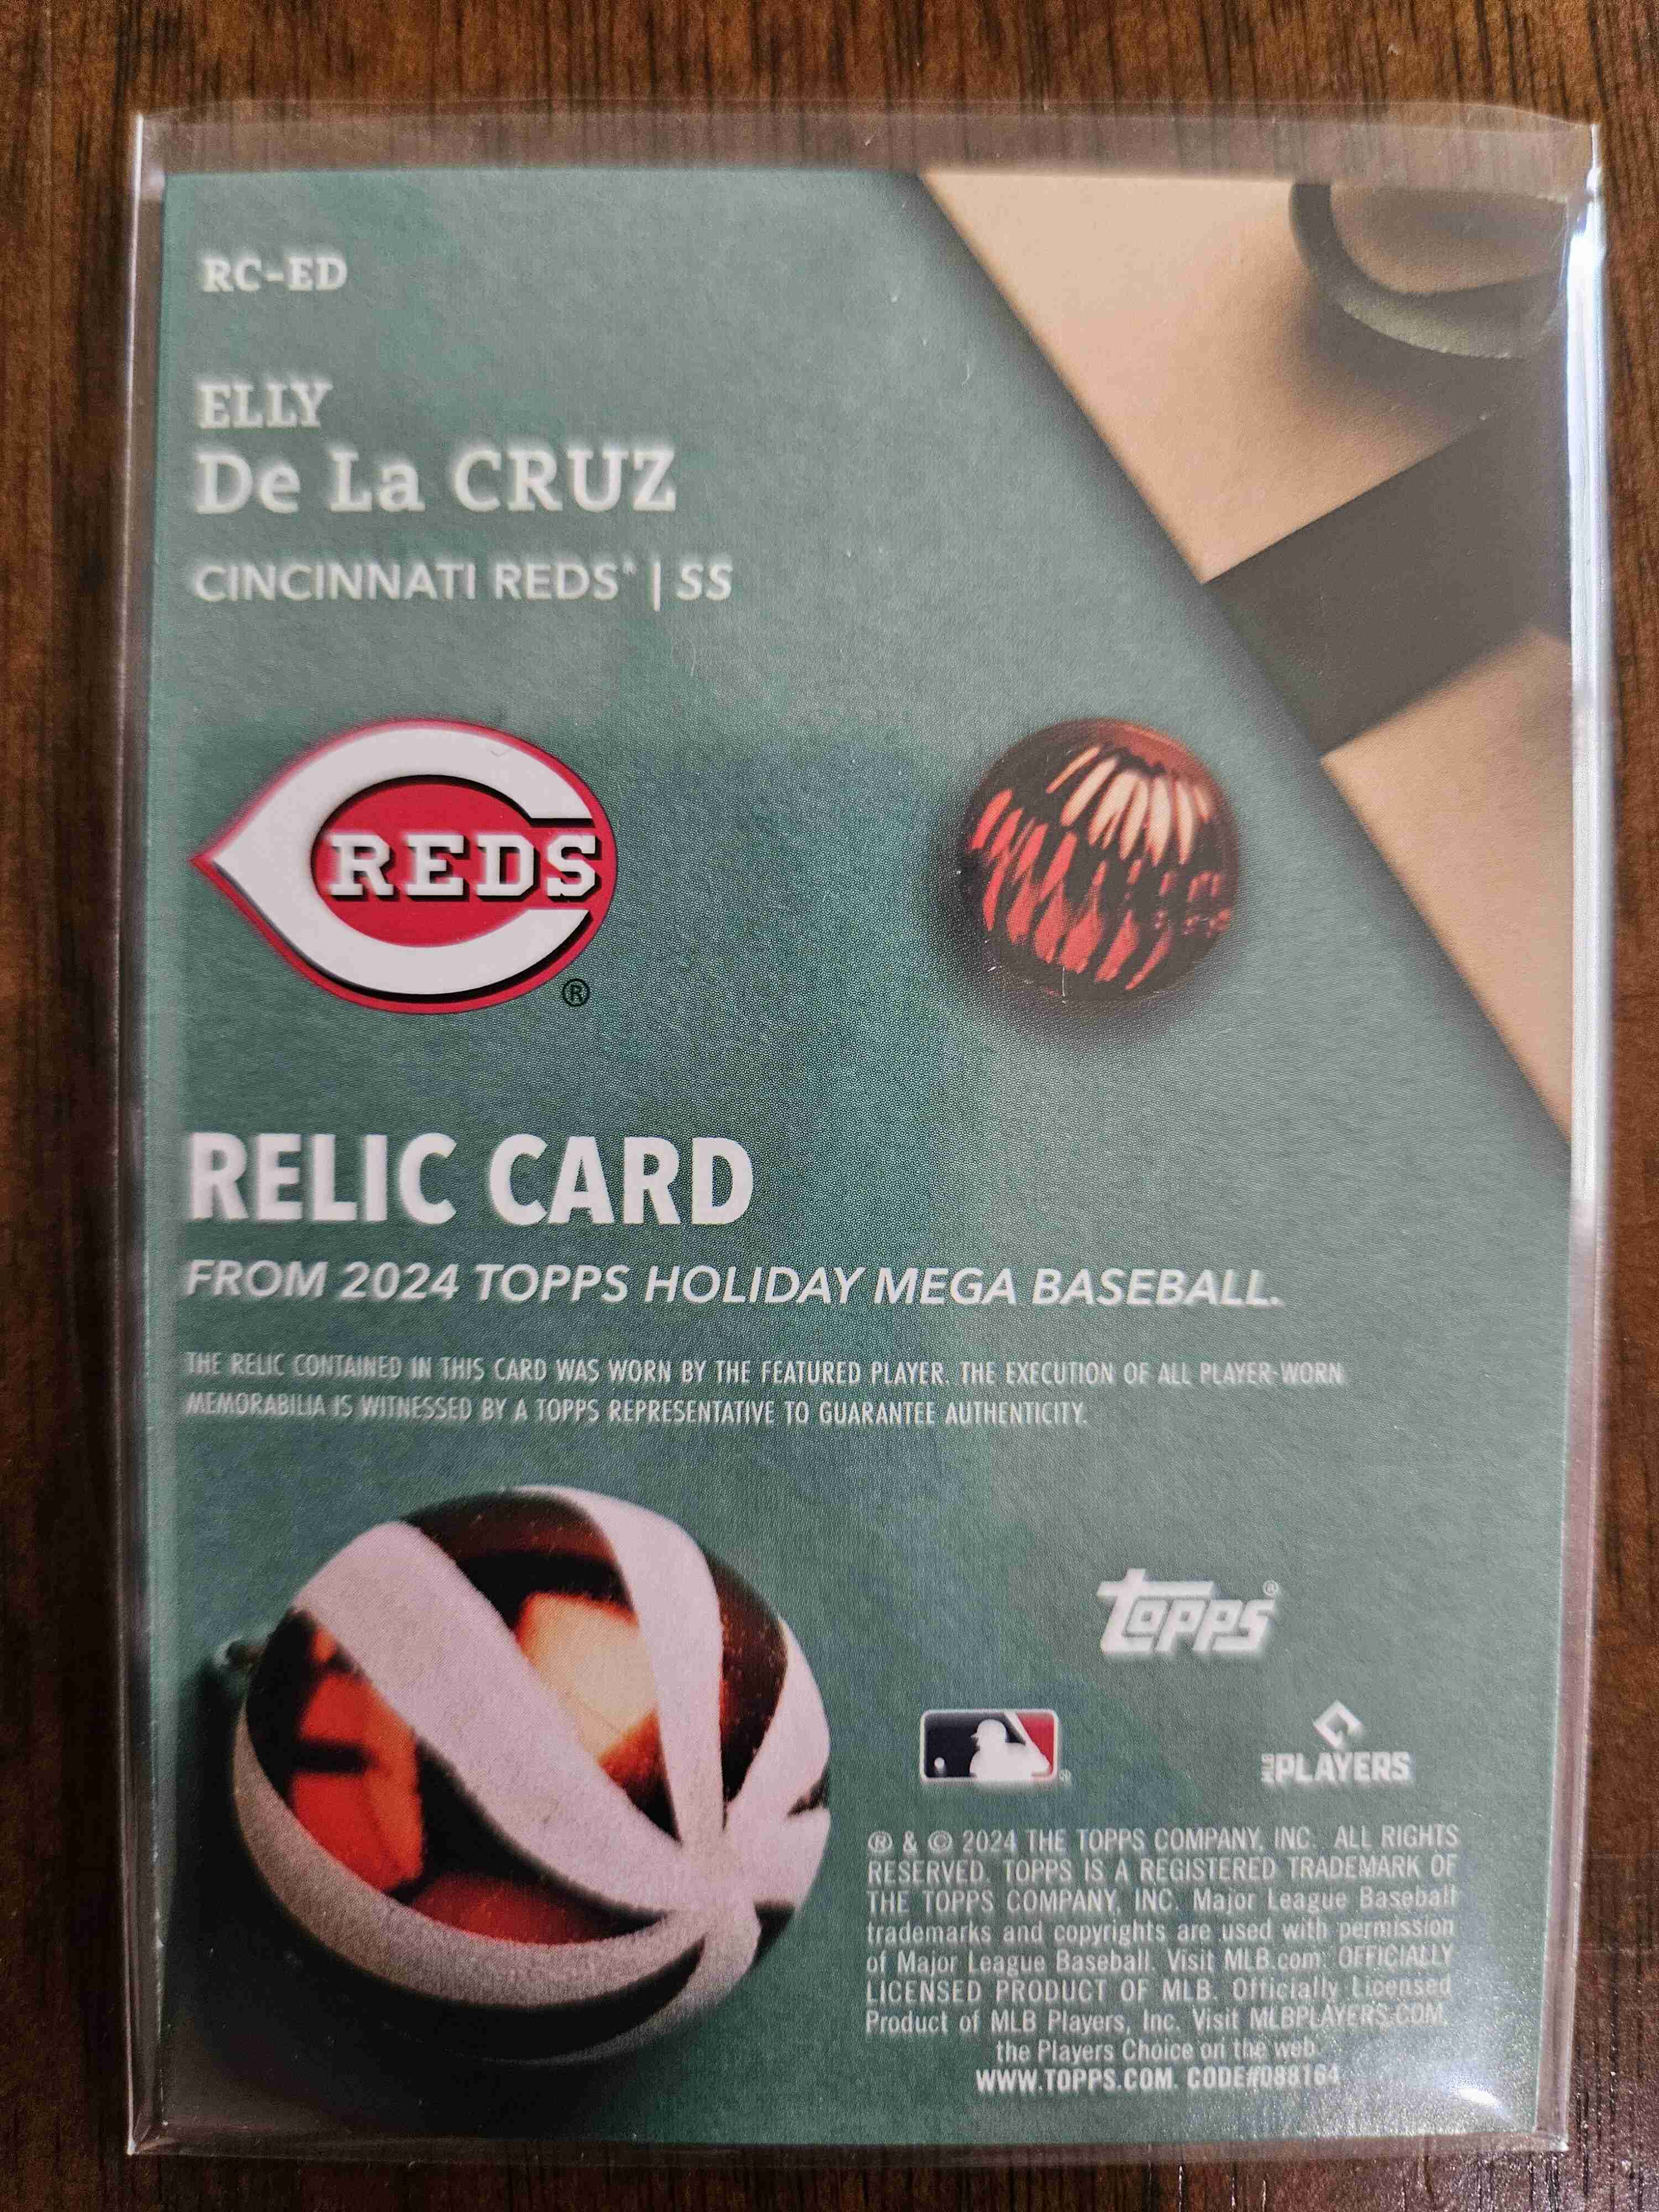 RC-ED
ELLY
De La CRUZ
CINCINNATI REDS® | SS
REDS
®
RELIC CARD
FROM 2024 TOPPS HOLIDAY MEGA BASEBALL.
THE RELIC CONTAINED IN THIS CARD WAS WORN BY THE FEATURED PLAYER. THE EXECUTION OF ALL PLAYER-WORN
MEMORABILIA IS WITNESSED BY A TOPPS REPRESENTATIVE TO GUARANTEE AUTHENTICITY.
topps®
®
MLB PLAYERS
® & © 2024 THE TOPPS COMPANY, INC. ALL RIGHTS
RESERVED. TOPPS IS A REGISTERED TRADEMARK OF
THE TOPPS COMPANY, INC. Major League Baseball
trademarks and copyrights are used with permission
of Major League Baseball. Visit MLB.com. OFFICIALLY
LICENSED PRODUCT OF MLB. Officially Licensed
Product of MLB Players, Inc. Visit MLBPLAYERS.COM,
the Players Choice on the web.
WWW.TOPPS.COM. CODE#D88164